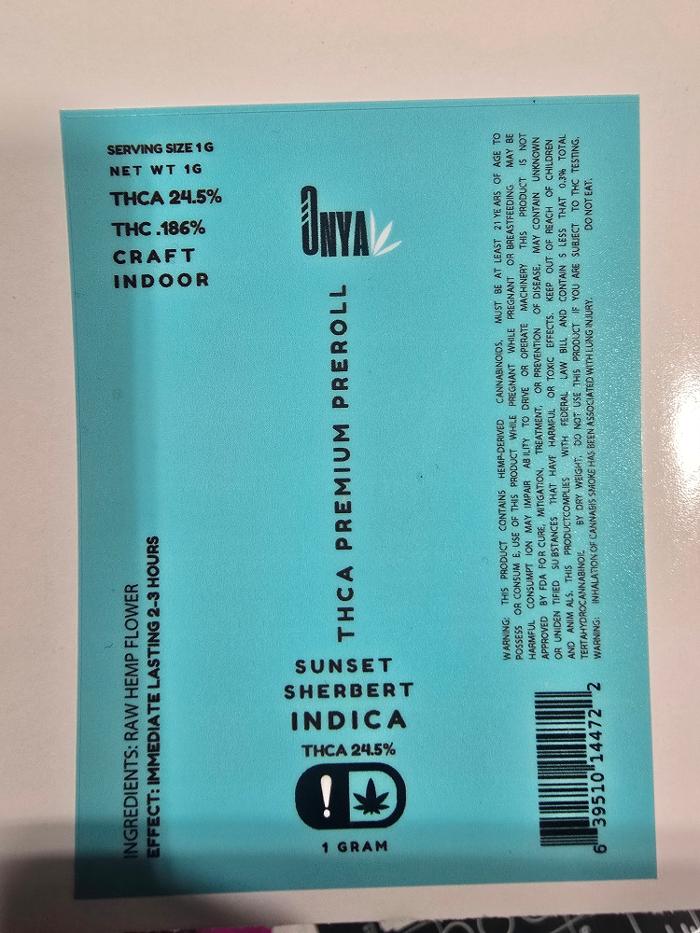 SERVING SIZE 1 G
NET WT 1G
THCA 24.5%
THC .186%
CRAFT
INDOOR
INGREDIENTS: RAW HEMP FLOWER
EFFECT: IMMEDIATE LASTING 2-3 HOURS
ONYA
THCA PREMIUM PREROLL
SUNSET
SHERBERT
INDICA
THCA 24.5%
!
1 GRAM
WARNING: THIS PRODUCT CONTAINS HEMP-DERIVED CANNABINOIDS, MUST BE AT LEAST 21 YE ARS OF AGE TO
POSSESS OR CONSUM E. USE OF THIS PRODUCT WHILE PREGNANT WHILE PREGNANT OR BREASTFEEDING MAY BE
HARMFUL CONSUMPT ION MAY IMPAIR AB ILITY TO DRIVE OR OPERATE MACHINERY THIS PRODUCT IS NOT
APPROVED BY FDA FO R CURE, MITIGATION, TREATMENT, OR PREVENTION OF DISEASE, MAY CONTAIN UNKNOWN
OR UNIDEN TIFIED SU BSTANCES THAT HAVE HARMFUL OR TOXIC EFFECTS. KEEP OUT OF REACH OF CHILDREN
AND ANIM ALS. THIS PRODUCTCOMPLIES WITH FEDERAL LAW BILL AND CONTAIN S LESS THAT 0.3% TOTAL
TERTAHYDROCANNABINOIL BY DRY WEIGHT, DO NOT USE THIS PRODUCT IF YOU ARE SUBJECT TO THC TESTING.
WARNING: INHALATION OF CANNABIS SMOKE HAS BEEN ASSOCIATED WITH LUNG INJURY. DO NOT EAT.
6 39510 14472 2